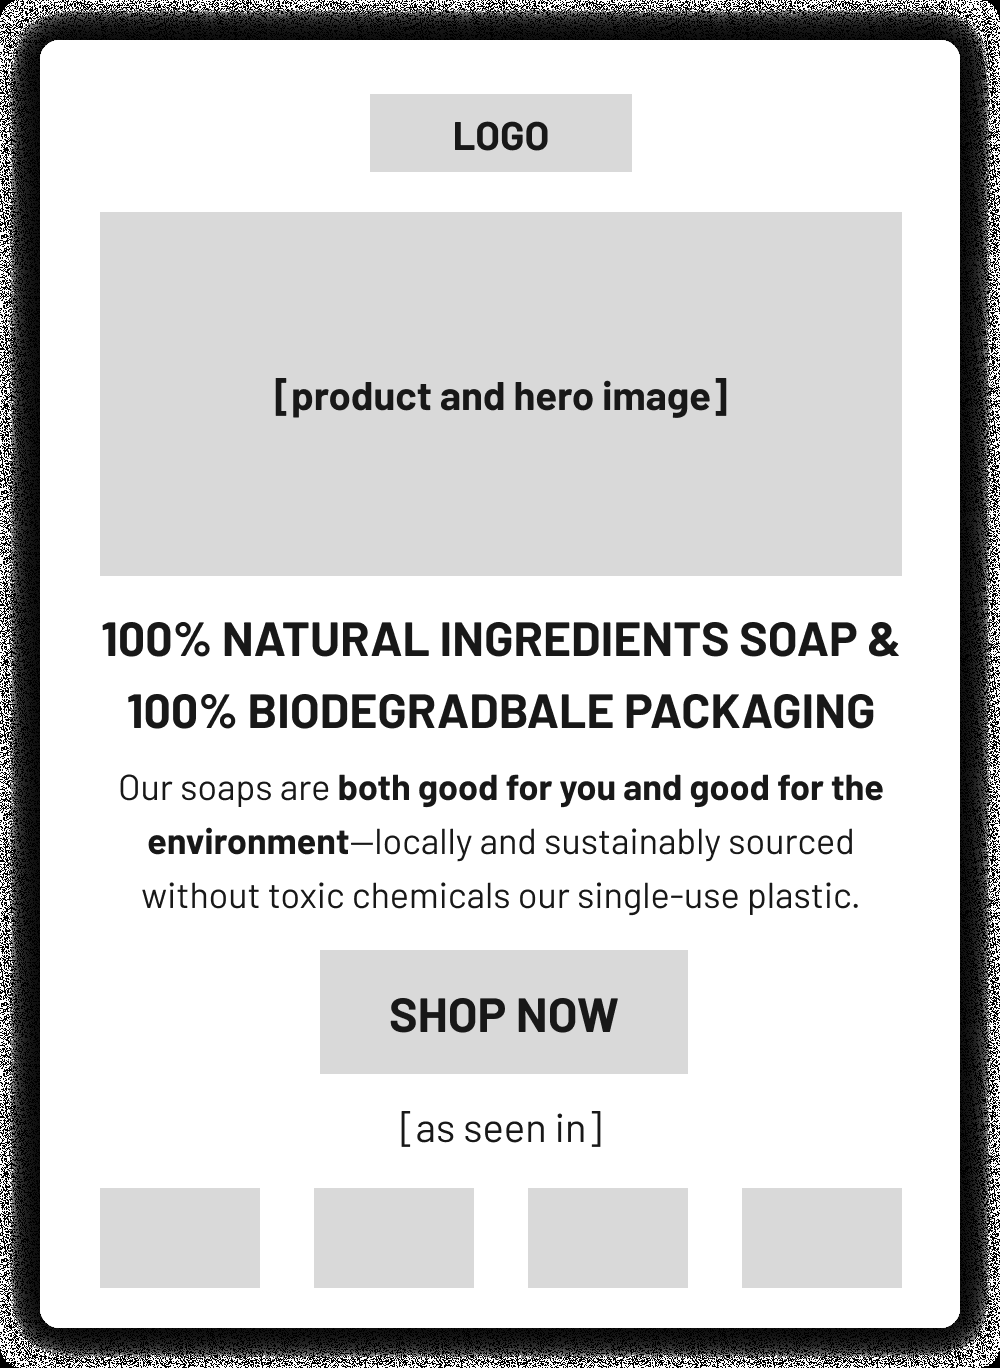 LOGO
[product and hero image]
100% NATURAL INGREDIENTS SOAP &
100% BIODEGRADBALE PACKAGING
Our soaps are both good for you and good for the
environment—locally and sustainably sourced
without toxic chemicals our single-use plastic.
SHOP NOW
[as seen in]